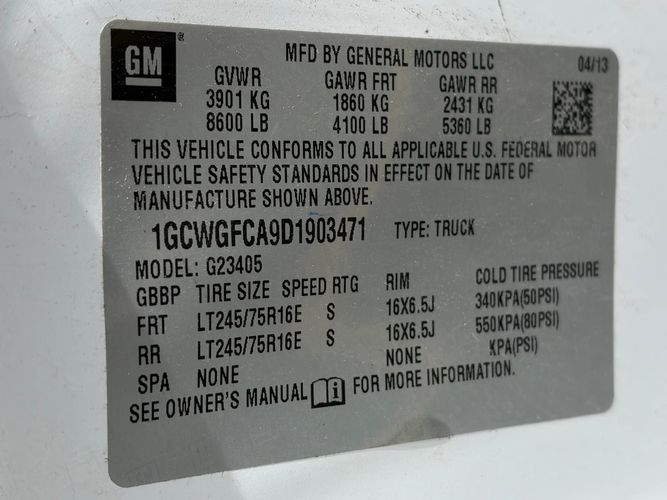 GM ® MFD BY GENERAL MOTORS LLC 04/13
GVWR GAWR FRT GAWR RR
3901 KG 1860 KG 2431 KG
8600 LB 4100 LB 5360 LB
THIS VEHICLE CONFORMS TO ALL APPLICABLE U.S. FEDERAL MOTOR
VEHICLE SAFETY STANDARDS IN EFFECT ON THE DATE OF
MANUFACTURE SHOWN ABOVE.
1GCWGFCA9D1903471 TYPE: TRUCK
MODEL: G23405
GBBP TIRE SIZE SPEED RTG RIM COLD TIRE PRESSURE
FRT LT245/75R16E S 16X6.5J 340KPA(50PSI)
RR LT245/75R16E S 16X6.5J 550KPA(80PSI)
SPA NONE NONE KPA(PSI)
SEE OWNER'S MANUAL FOR MORE INFORMATION.